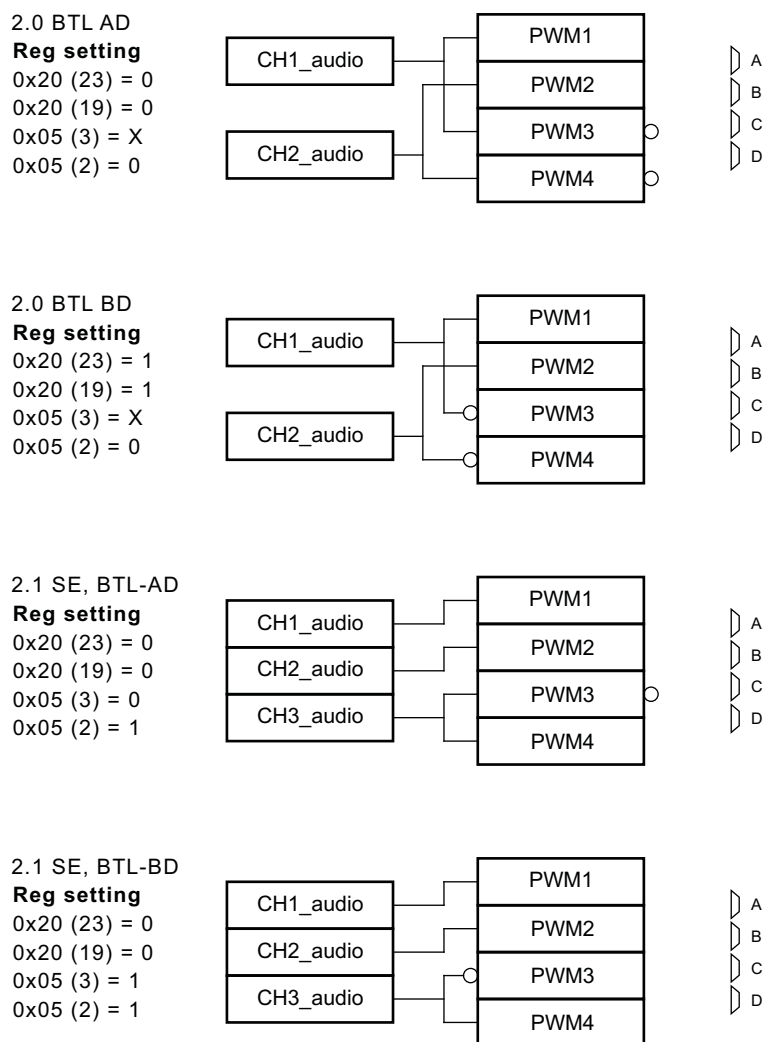 2.0 BTL AD
Reg setting
0x20 (23) = 0
0x20 (19) = 0
0x05 (3) = X
0x05 (2) = 0
CH1_audio
CH2_audio
PWM1
PWM2
PWM3
PWM4
A
B
C
D
2.0 BTL BD
Reg setting
0x20 (23) = 1
0x20 (19) = 1
0x05 (3) = X
0x05 (2) = 0
CH1_audio
CH2_audio
PWM1
PWM2
PWM3
PWM4
A
B
C
D
2.1 SE, BTL-AD
Reg setting
0x20 (23) = 0
0x20 (19) = 0
0x05 (3) = 0
0x05 (2) = 1
CH1_audio
CH2_audio
CH3_audio
PWM1
PWM2
PWM3
PWM4
A
B
C
D
2.1 SE, BTL-BD
Reg setting
0x20 (23) = 0
0x20 (19) = 0
0x05 (3) = 1
0x05 (2) = 1
CH1_audio
CH2_audio
CH3_audio
PWM1
PWM2
PWM3
PWM4
A
B
C
D